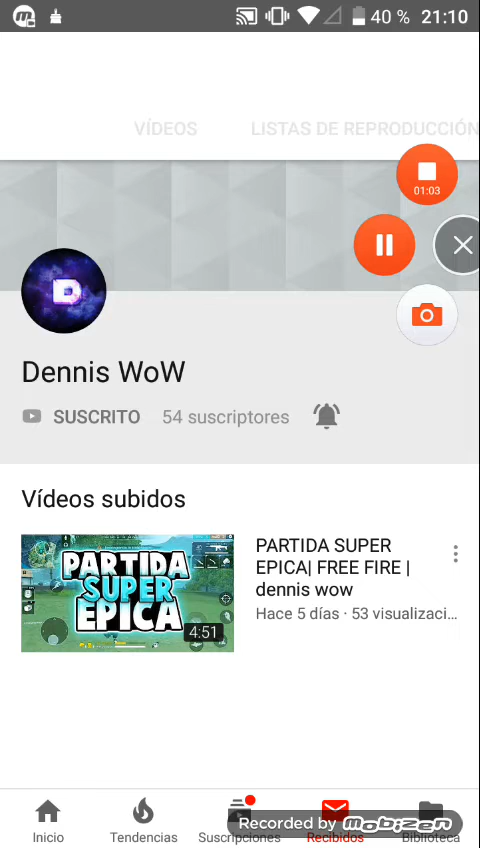 40 % 21:10
VÍDEOS LISTAS DE REPRODUCCIÓN
01:03
D
Dennis WoW
SUSCRITO 54 suscriptores
Vídeos subidos
PARTIDA
SUPER
EPICA
4:51
PARTIDA SUPER
EPICA| FREE FIRE |
dennis wow
Hace 5 días · 53 visualizaci...
Inicio Tendencias Suscripciones Recibidos Biblioteca
Recorded by mobizen